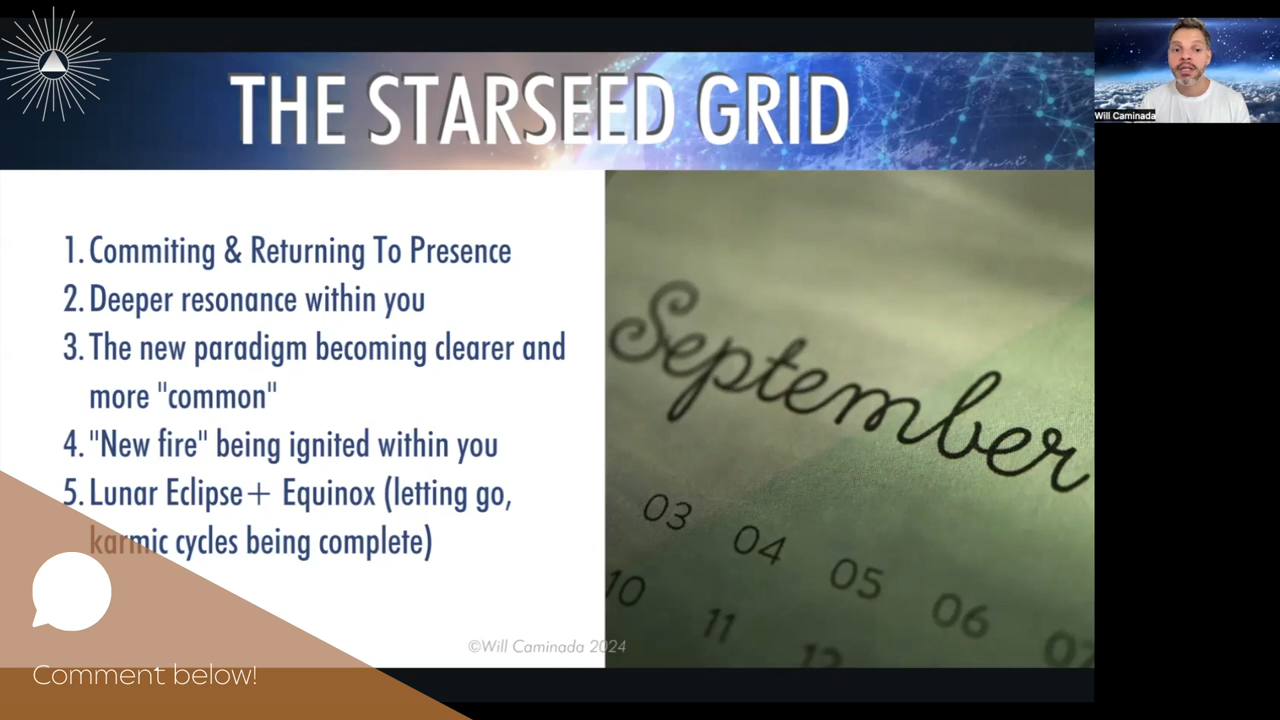 THE STARSEED GRID
Will Caminada
1. Commiting & Returning To Presence
2. Deeper resonance within you
3. The new paradigm becoming clearer and
more "common"
4. "New fire" being ignited within you
5. Lunar Eclipse+ Equinox (letting go,
karmic cycles being complete)
September
03 04 05 06 07
10 11 12
©Will Caminada 2024
Comment below!